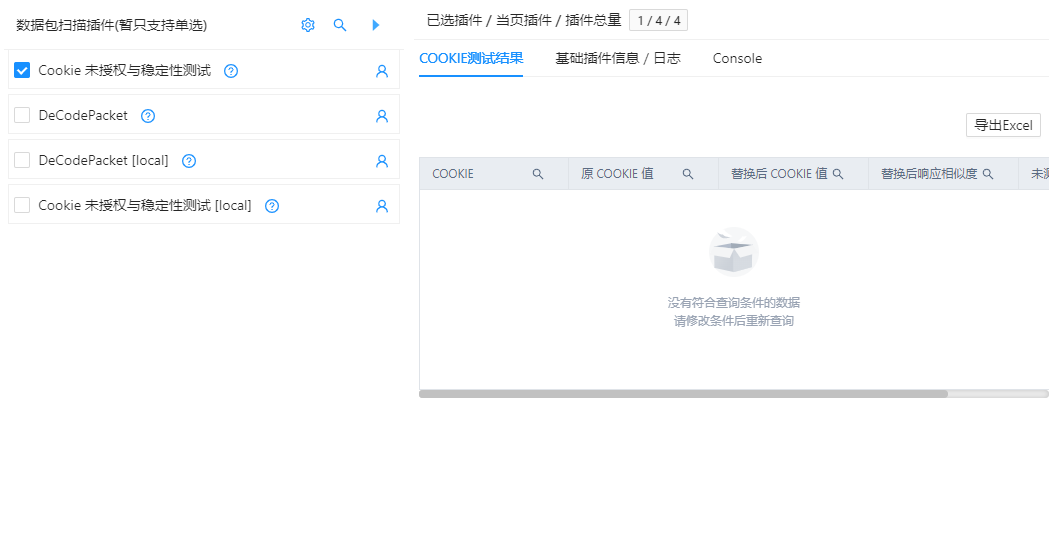 数据包扫描插件(暂只支持单选)
Cookie 未授权与稳定性测试
DeCodePacket
DeCodePacket [local]
Cookie 未授权与稳定性测试 [local]
已选插件 / 当页插件 / 插件总量 1 / 4 / 4
COOKIE测试结果 基础插件信息 / 日志 Console
导出Excel
COOKIE 原 COOKIE 值 替换后 COOKIE 值 替换后响应相似度 未测
没有符合查询条件的数据
请修改条件后重新查询